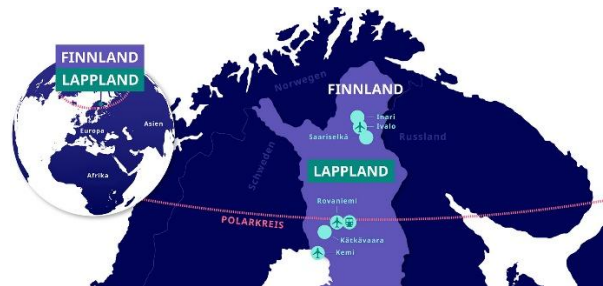 FINNLAND
LAPPLAND
Europa
Asien
Afrika
Norwegen
FINNLAND
Inari
Ivalo
Saariselkä
Russland
Schweden
LAPPLAND
Rovaniemi
POLARKREIS
Kätkävaara
Kemi